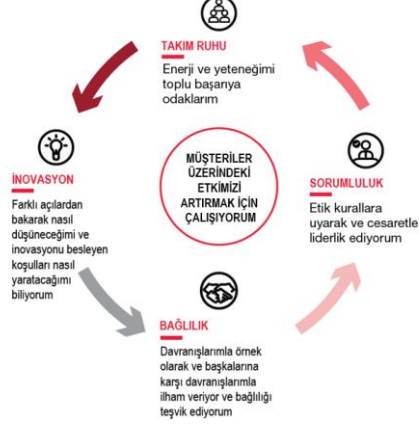 TAKIM RUHU
Enerji ve yeteneğimi
toplu başarıya
odaklarım
İNOVASYON
Farklı açılardan
bakarak nasıl
düşüneceğimi ve
inovasyonu besleyen
koşulları nasıl
yaratacağımı
biliyorum
MÜŞTERİLER
ÜZERİNDEKİ
ETKİMİZİ
ARTIRMAK İÇİN
ÇALIŞIYORUM
SORUMLULUK
Etik kurallara
uyarak ve cesaretle
liderlik ediyorum
BAĞLILIK
Davranışlarımla örnek
olarak ve başkalarına
karşı davranışlarımla
ilham veriyor ve bağlılığı
teşvik ediyorum